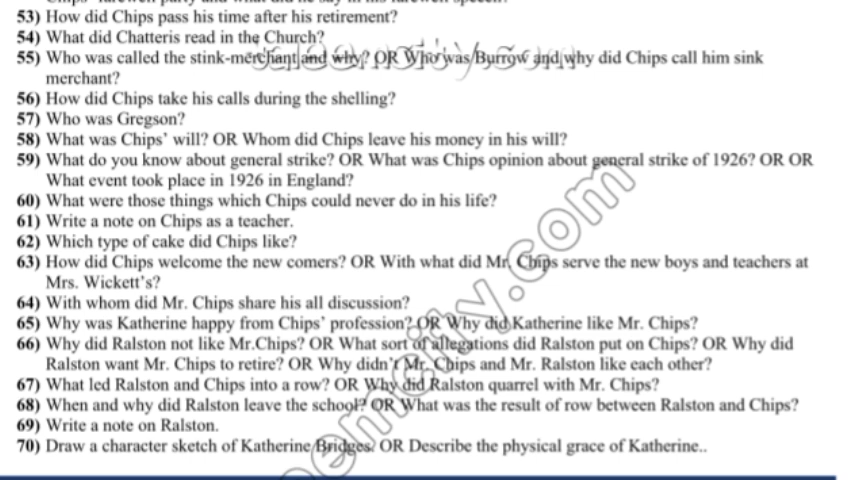 Chips' farewell party and what did he say in his farewell speech?
53) How did Chips pass his time after his retirement?
54) What did Chatteris read in the Church?
55) Who was called the stink-merchant and why? OR Who was Burrow and why did Chips call him sink
merchant?
56) How did Chips take his calls during the shelling?
57) Who was Gregson?
58) What was Chips' will? OR Whom did Chips leave his money in his will?
59) What do you know about general strike? OR What was Chips opinion about general strike of 1926? OR OR
What event took place in 1926 in England?
60) What were those things which Chips could never do in his life?
61) Write a note on Chips as a teacher.
62) Which type of cake did Chips like?
63) How did Chips welcome the new comers? OR With what did Mr. Chips serve the new boys and teachers at
Mrs. Wickett's?
64) With whom did Mr. Chips share his all discussion?
65) Why was Katherine happy from Chips' profession? OR Why did Katherine like Mr. Chips?
66) Why did Ralston not like Mr.Chips? OR What sort of allegations did Ralston put on Chips? OR Why did
Ralston want Mr. Chips to retire? OR Why didn't Mr. Chips and Mr. Ralston like each other?
67) What led Ralston and Chips into a row? OR Why did Ralston quarrel with Mr. Chips?
68) When and why did Ralston leave the school? OR What was the result of row between Ralston and Chips?
69) Write a note on Ralston.
70) Draw a character sketch of Katherine Bridges. OR Describe the physical grace of Katherine..